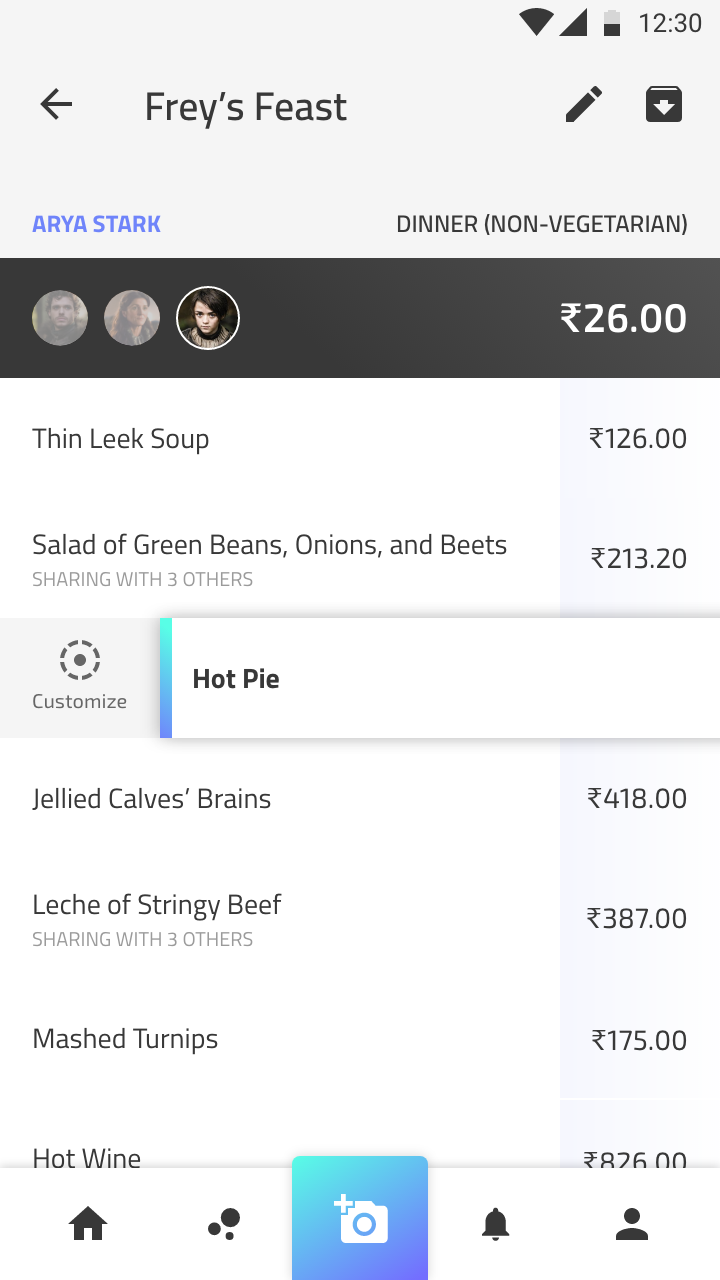 12:30
Frey’s Feast
ARYA STARK DINNER (NON-VEGETARIAN)
₹26.00
Thin Leek Soup ₹126.00
Salad of Green Beans, Onions, and Beets ₹213.20
SHARING WITH 3 OTHERS
Customize Hot Pie
Jellied Calves’ Brains ₹418.00
Leche of Stringy Beef ₹387.00
SHARING WITH 3 OTHERS
Mashed Turnips ₹175.00
Hot Wine ₹826.00